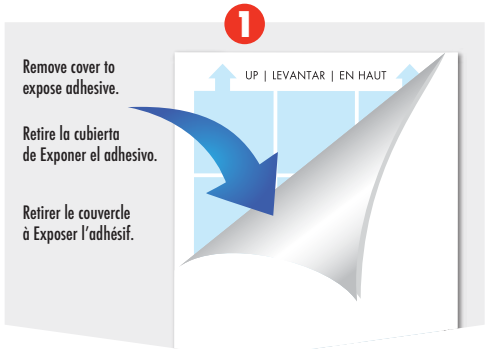 1
UP | LEVANTAR | EN HAUT
Remove cover to
expose adhesive.
Retire la cubierta
de Exponer el adhesivo.
Retirer le couvercle
à Exposer l'adhésif.